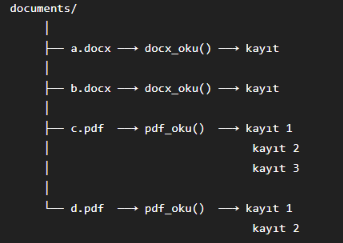 documents/
│
├── a.docx ──→ docx_oku() ──→ kayıt
│
├── b.docx ──→ docx_oku() ──→ kayıt
│
├── c.pdf ──→ pdf_oku() ──→ kayıt 1
│ kayıt 2
│ kayıt 3
│
└── d.pdf ──→ pdf_oku() ──→ kayıt 1
kayıt 2